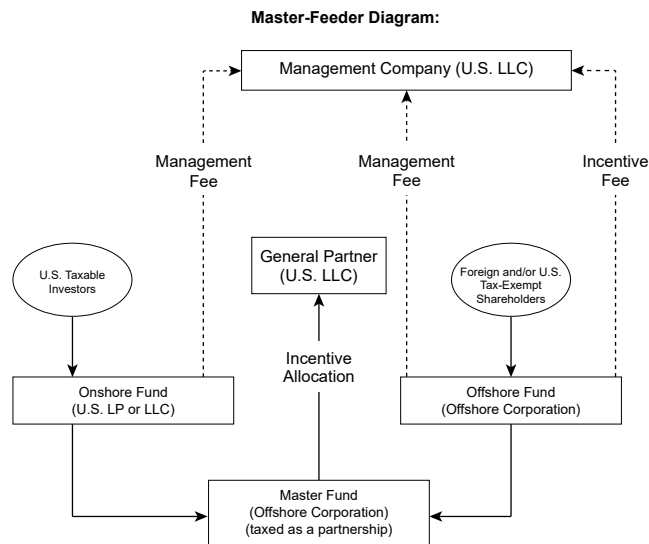 Master-Feeder Diagram:
Management Company (U.S. LLC)
Management
Fee
Management
Fee
Incentive
Fee
General Partner
(U.S. LLC)
U.S. Taxable
Investors
Foreign and/or U.S.
Tax-Exempt
Shareholders
Incentive
Allocation
Onshore Fund
(U.S. LP or LLC)
Offshore Fund
(Offshore Corporation)
Master Fund
(Offshore Corporation)
(taxed as a partnership)